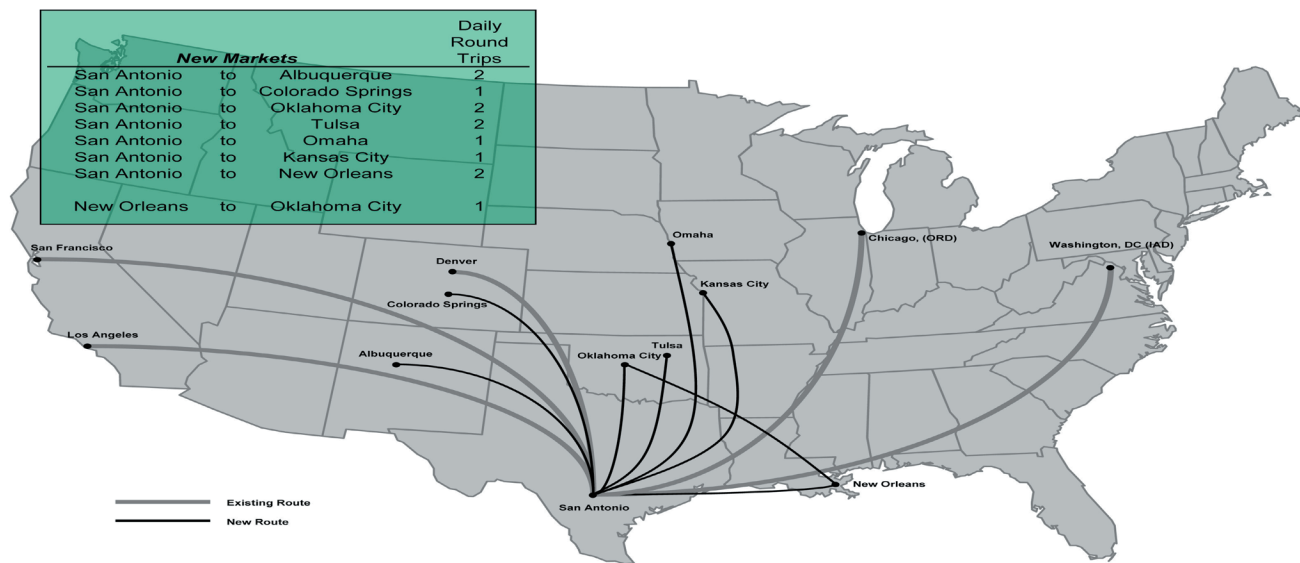 Daily
Round
New Markets Trips
San Antonio to Albuquerque 2
San Antonio to Colorado Springs 1
San Antonio to Oklahoma City 2
San Antonio to Tulsa 2
San Antonio to Omaha 1
San Antonio to Kansas City 1
San Antonio to New Orleans 2
New Orleans to Oklahoma City 1
San Francisco
Omaha
Chicago, (ORD)
Washington, DC (IAD)
Denver
Colorado Springs
Kansas City
Los Angeles
Albuquerque
Oklahoma City
Tulsa
New Orleans
San Antonio
Existing Route
New Route